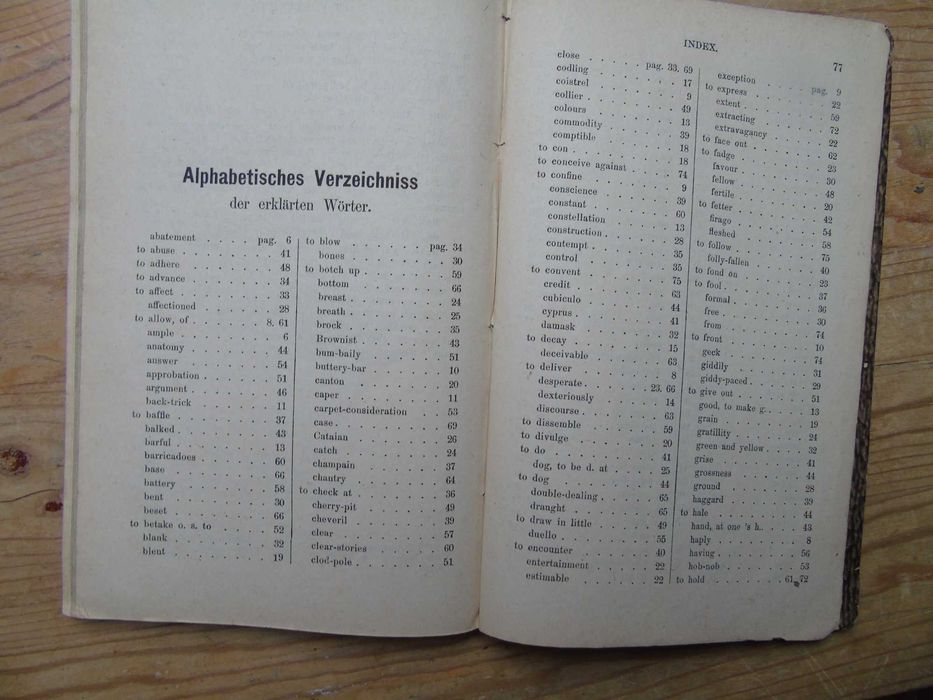 Alphabetisches Verzeichniss
der erklärten Wörter.
abatement . . . . pag. 6
to abuse . . . . . . . 41
to adhere . . . . . . . 48
to advance . . . . . . 34
to affect . . . . . . . 33
affectioned . . . . . . 28
to allow, of . . . . . 8. 61
ample . . . . . . . 6
anatomy . . . . . . 44
answer . . . . . . . 54
approbation . . . . . 51
argument . . . . . . 46
back-trick . . . . . . 11
to baffle . . . . . . . 37
balked . . . . . . . 43
barful . . . . . . . 13
barricadoes . . . . . 60
base . . . . . . . 66
battery . . . . . . . 58
bent . . . . . . . 30
beset . . . . . . . 66
to betake o. s. to . . . . 52
blank . . . . . . . 32
blent . . . . . . . 19
to blow . . . . . pag. 34
bones . . . . . . . 30
to botch up . . . . . . 59
bottom . . . . . . . 66
breast . . . . . . . 24
breath . . . . . . . 25
brock . . . . . . . 35
Brownist . . . . . . 43
bum-baily . . . . . . 51
buttery-bar . . . . . 10
canton . . . . . . . 20
caper . . . . . . . 11
carpet-consideration . . . 53
case . . . . . . . . 69
Cataian . . . . . . . 26
catch . . . . . . . 24
champain . . . . . . 37
chantry . . . . . . . 64
to check at . . . . . . 36
cherry-pit . . . . . . 49
cheveril . . . . . . . 39
clear . . . . . . . 57
clear-stories . . . . . 60
clod-pole . . . . . . 51
INDEX.
77
close . . . . pag. 33. 69
codling . . . . . . . 17
coistrel . . . . . . . 9
collier . . . . . . . 49
colours . . . . . . . 13
commodity . . . . . . 39
comptible . . . . . . 18
to con . . . . . . . . 18
to conceive against . . . . 74
to confine . . . . . . . 9
conscience . . . . . . 39
constant . . . . . . 60
constellation . . . . . 13
construction . . . . . 28
contempt . . . . . . 35
control . . . . . . . 35
to convent . . . . . . 75
credit . . . . . . . 63
cubiculo . . . . . . 44
cyprus . . . . . . . 41
damask . . . . . . . 32
to decay . . . . . . . 15
deceivable . . . . . . 63
to deliver . . . . . . . 8
desperate . . . . . 23. 66
dexteriously . . . . . 14
discourse . . . . . . 63
to dissemble . . . . . . 59
to divulge . . . . . . 20
to do . . . . . . . . 41
dog, to be d. at . . . . 25
to dog . . . . . . . . 44
double-dealing . . . . . 65
draught . . . . . . . 65
to draw in little . . . . . 49
duello . . . . . . . 55
to encounter . . . . . . 40
entertainment . . . . . 22
estimable . . . . . . 22
exception . . . . pag. 9
to express . . . . . . 22
extent . . . . . . . 59
extracting . . . . . . 72
extravagancy . . . . . 22
to face out . . . . . . 62
to fadge . . . . . . . 23
favour . . . . . . . 30
fellow . . . . . . . 48
fertile . . . . . . . 20
to fetter . . . . . . . 42
firago . . . . . . . 54
fleshed . . . . . . . 58
to follow . . . . . . . 75
folly-fallen . . . . . . 40
to fond on . . . . . . 23
to fool . . . . . . . . 37
formal . . . . . . . 36
free . . . . . . . . 30
from . . . . . . . . 74
to front . . . . . . . 10
geck . . . . . . . . 74
giddily . . . . . . . 31
giddy-paced . . . . . 29
to give out . . . . . . 51
good, to make g. . . . 13
grain . . . . . . . 19
gratillity . . . . . . 24
green and yellow . . . 32
grise . . . . . . . 41
grossness . . . . . . 44
ground . . . . . . . 28
haggard . . . . . . 39
to hale . . . . . . . 44
hand, at one 's h. . . . 43
haply . . . . . . . 8
having . . . . . . . 56
hob-nob . . . . . . 53
to hold . . . . . . 61. 72